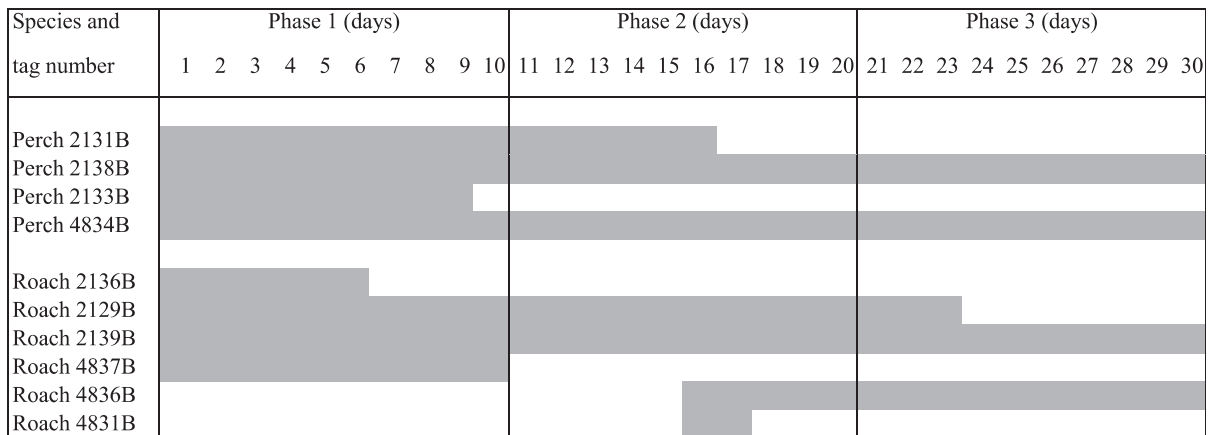 Species and Phase 1 (days) Phase 2 (days) Phase 3 (days)
tag number 1 2 3 4 5 6 7 8 9 10 11 12 13 14 15 16 17 18 19 20 21 22 23 24 25 26 27 28 29 30
Perch 2131B
Perch 2138B
Perch 2133B
Perch 4834B
Roach 2136B
Roach 2129B
Roach 2139B
Roach 4837B
Roach 4836B
Roach 4831B